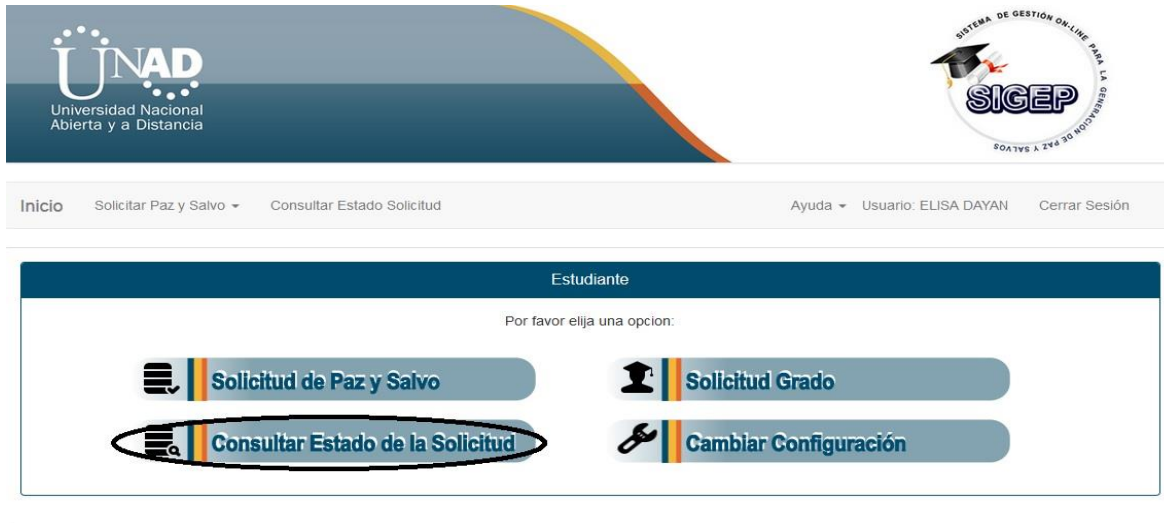 UNAD
Universidad Nacional
Abierta y a Distancia
SISTEMA DE GESTIÓN ON-LINE PARA LA GENERACION DE PAZ Y SALVOS
SIGEP
Inicio Solicitar Paz y Salvo Consultar Estado Solicitud Ayuda Usuario: ELISA DAYAN Cerrar Sesión
Estudiante
Por favor elija una opcion:
Solicitud de Paz y Salvo Solicitud Grado
Consultar Estado de la Solicitud Cambiar Configuración